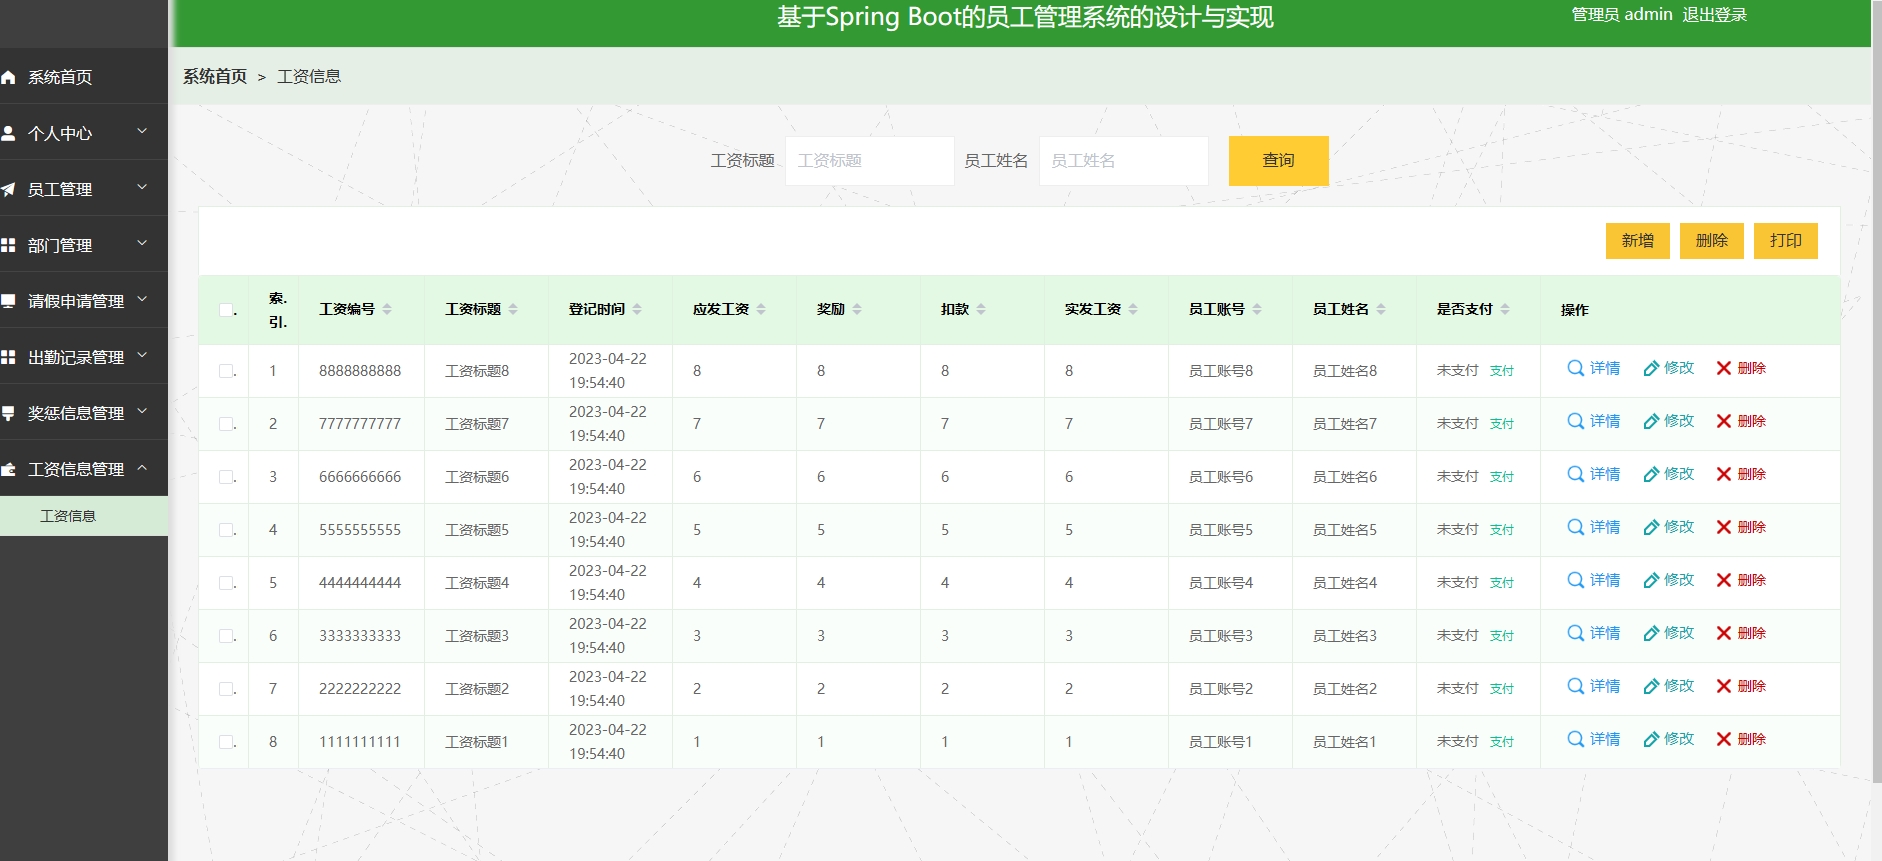 基于Spring Boot的员工管理系统的设计与实现
管理员 admin 退出登录
系统首页
个人中心
员工管理
部门管理
请假申请管理
出勤记录管理
奖惩信息管理
工资信息管理
工资信息
系统首页 > 工资信息
工资标题 工资标题 员工姓名 员工姓名 查询
新增 删除 打印
索. 引. 工资编号 工资标题 登记时间 应发工资 奖励 扣款 实发工资 员工账号 员工姓名 是否支付 操作
1 8888888888 工资标题8 2023-04-22 19:54:40 8 8 8 8 员工账号8 员工姓名8 未支付 支付 详情 修改 删除
2 7777777777 工资标题7 2023-04-22 19:54:40 7 7 7 7 员工账号7 员工姓名7 未支付 支付 详情 修改 删除
3 6666666666 工资标题6 2023-04-22 19:54:40 6 6 6 6 员工账号6 员工姓名6 未支付 支付 详情 修改 删除
4 5555555555 工资标题5 2023-04-22 19:54:40 5 5 5 5 员工账号5 员工姓名5 未支付 支付 详情 修改 删除
5 4444444444 工资标题4 2023-04-22 19:54:40 4 4 4 4 员工账号4 员工姓名4 未支付 支付 详情 修改 删除
6 3333333333 工资标题3 2023-04-22 19:54:40 3 3 3 3 员工账号3 员工姓名3 未支付 支付 详情 修改 删除
7 2222222222 工资标题2 2023-04-22 19:54:40 2 2 2 2 员工账号2 员工姓名2 未支付 支付 详情 修改 删除
8 1111111111 工资标题1 2023-04-22 19:54:40 1 1 1 1 员工账号1 员工姓名1 未支付 支付 详情 修改 删除